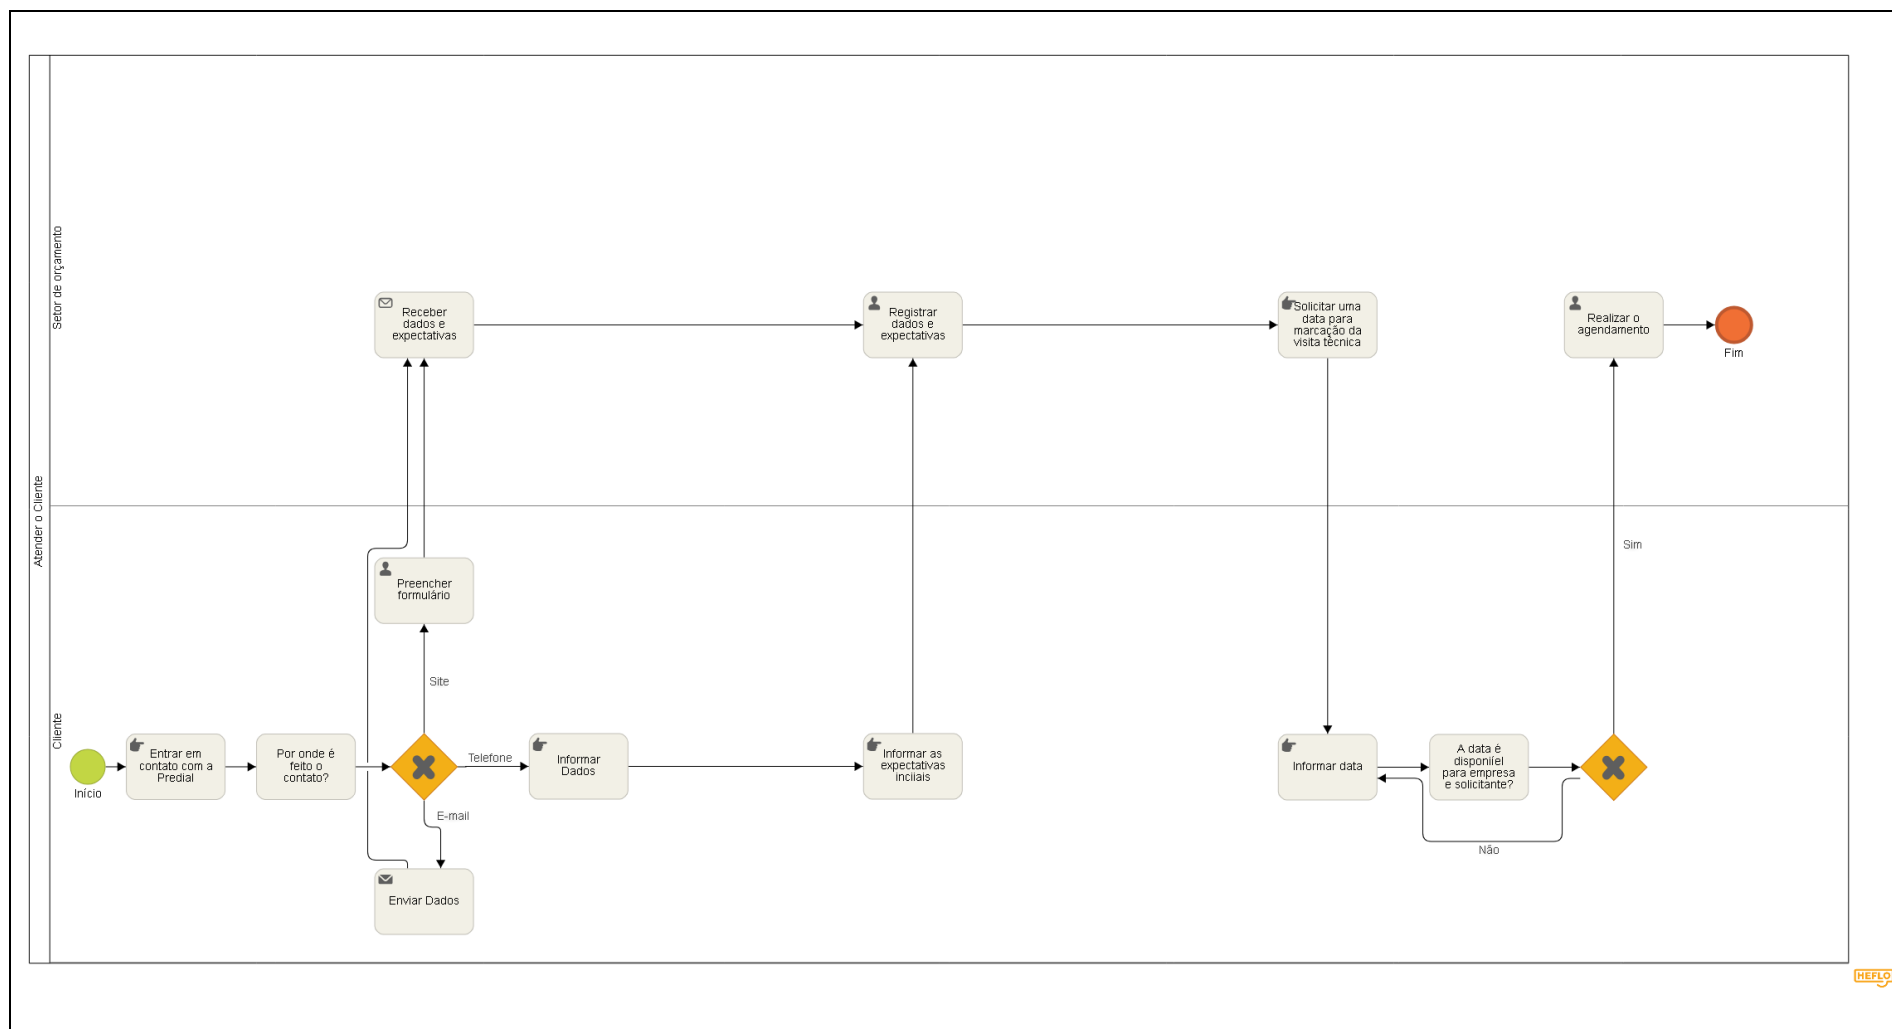 Atender o Cliente
Setor de orçamento
Receber
dados e
expectativas
Registrar
dados e
expectativas
Solicitar uma
data para
marcação da
visita técnica
Realizar o
agendamento
Fim
Cliente
Preencher
formulário
Sim
Site
Início
Entrar em
contato com a
Predial
Por onde é
feito o
contato?
Telefone
Informar
Dados
Informar as
expectativas
inciiais
Informar data
A data é
disponiíel
para empresa
e solicitante?
E-mail
Não
Enviar Dados
HEFLO